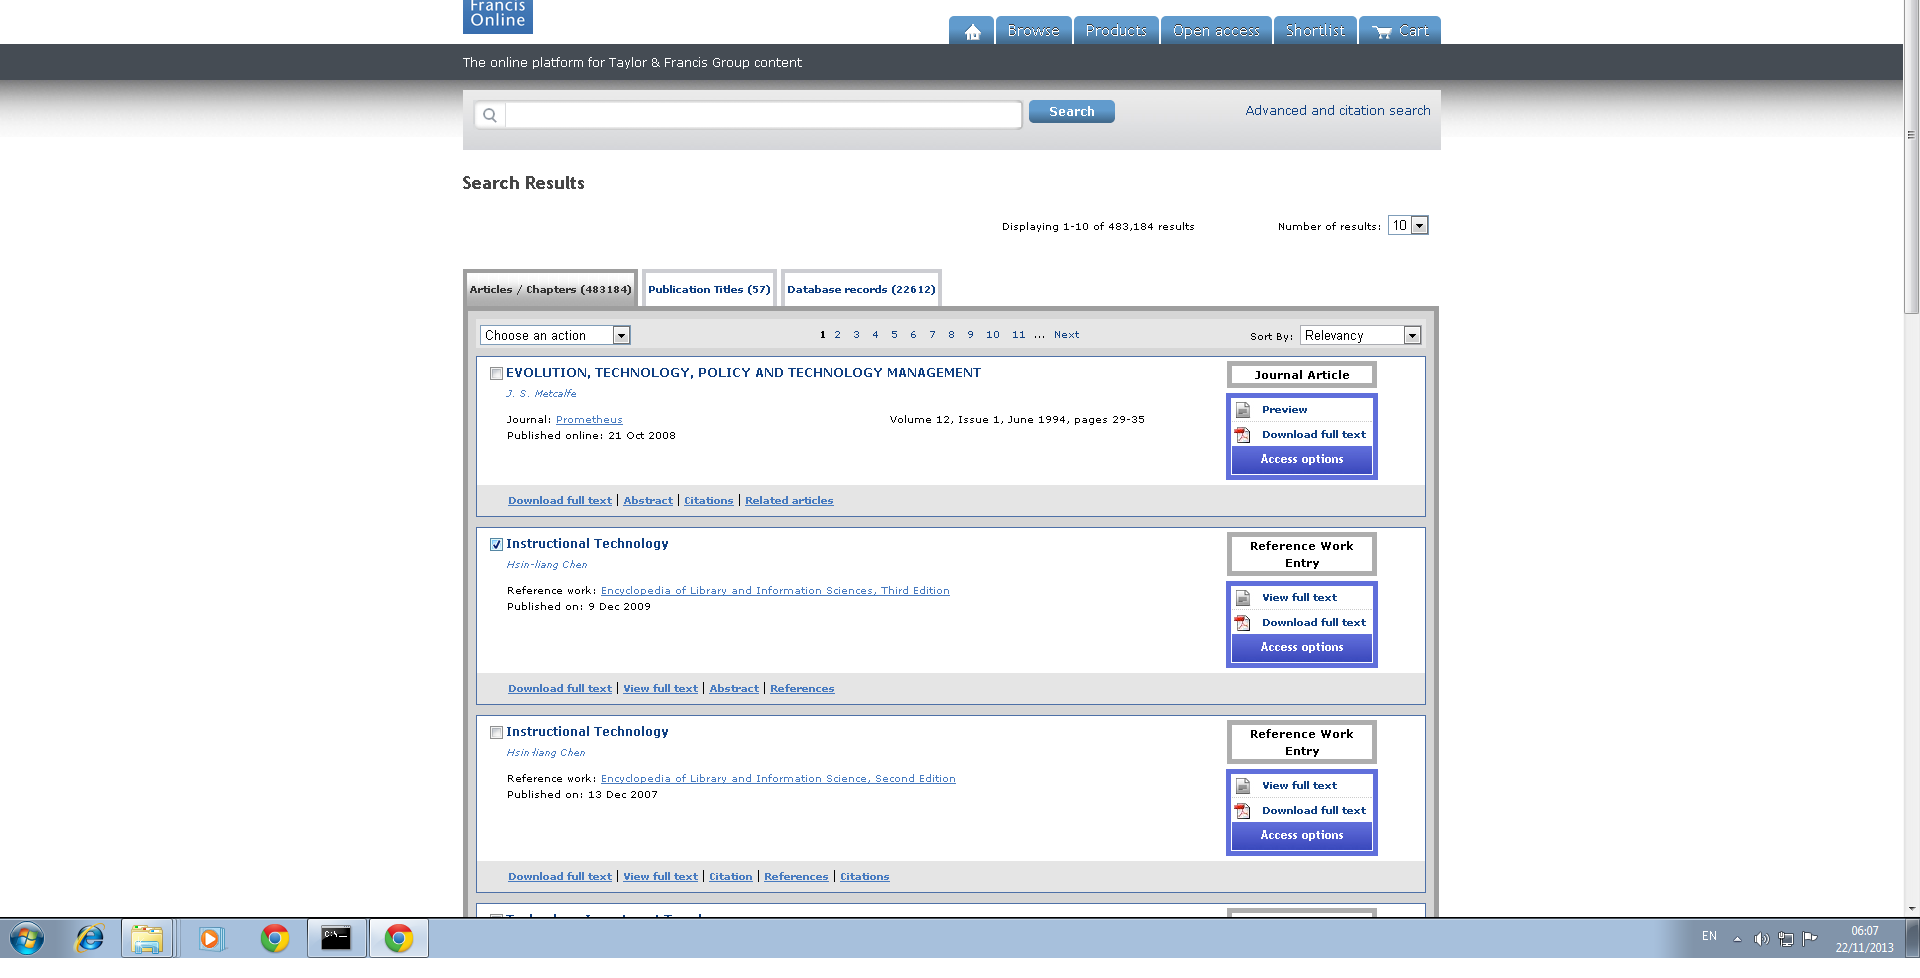 Francis
Online
Browse Products Open access Shortlist Cart
The online platform for Taylor & Francis Group content
Search
Advanced and citation search
Search Results
Displaying 1-10 of 483,184 results
Number of results: 10
Articles / Chapters (483184) Publication Titles (57) Database records (22612)
Choose an action
1 2 3 4 5 6 7 8 9 10 11 ... Next
Sort By: Relevancy
EVOLUTION, TECHNOLOGY, POLICY AND TECHNOLOGY MANAGEMENT
J. S. Metcalfe
Journal: Prometheus
Volume 12, Issue 1, June 1994, pages 29-35
Published online: 21 Oct 2008
Journal Article
Preview
Download full text
Access options
Download full text | Abstract | Citations | Related articles
Instructional Technology
Hsin-liang Chen
Reference work: Encyclopedia of Library and Information Sciences, Third Edition
Published on: 9 Dec 2009
Reference Work
Entry
View full text
Download full text
Access options
Download full text | View full text | Abstract | References
Instructional Technology
Hsin-liang Chen
Reference work: Encyclopedia of Library and Information Science, Second Edition
Published on: 13 Dec 2007
Reference Work
Entry
View full text
Download full text
Access options
Download full text | View full text | Citation | References | Citations
C:\_
EN
06:07
22/11/2013